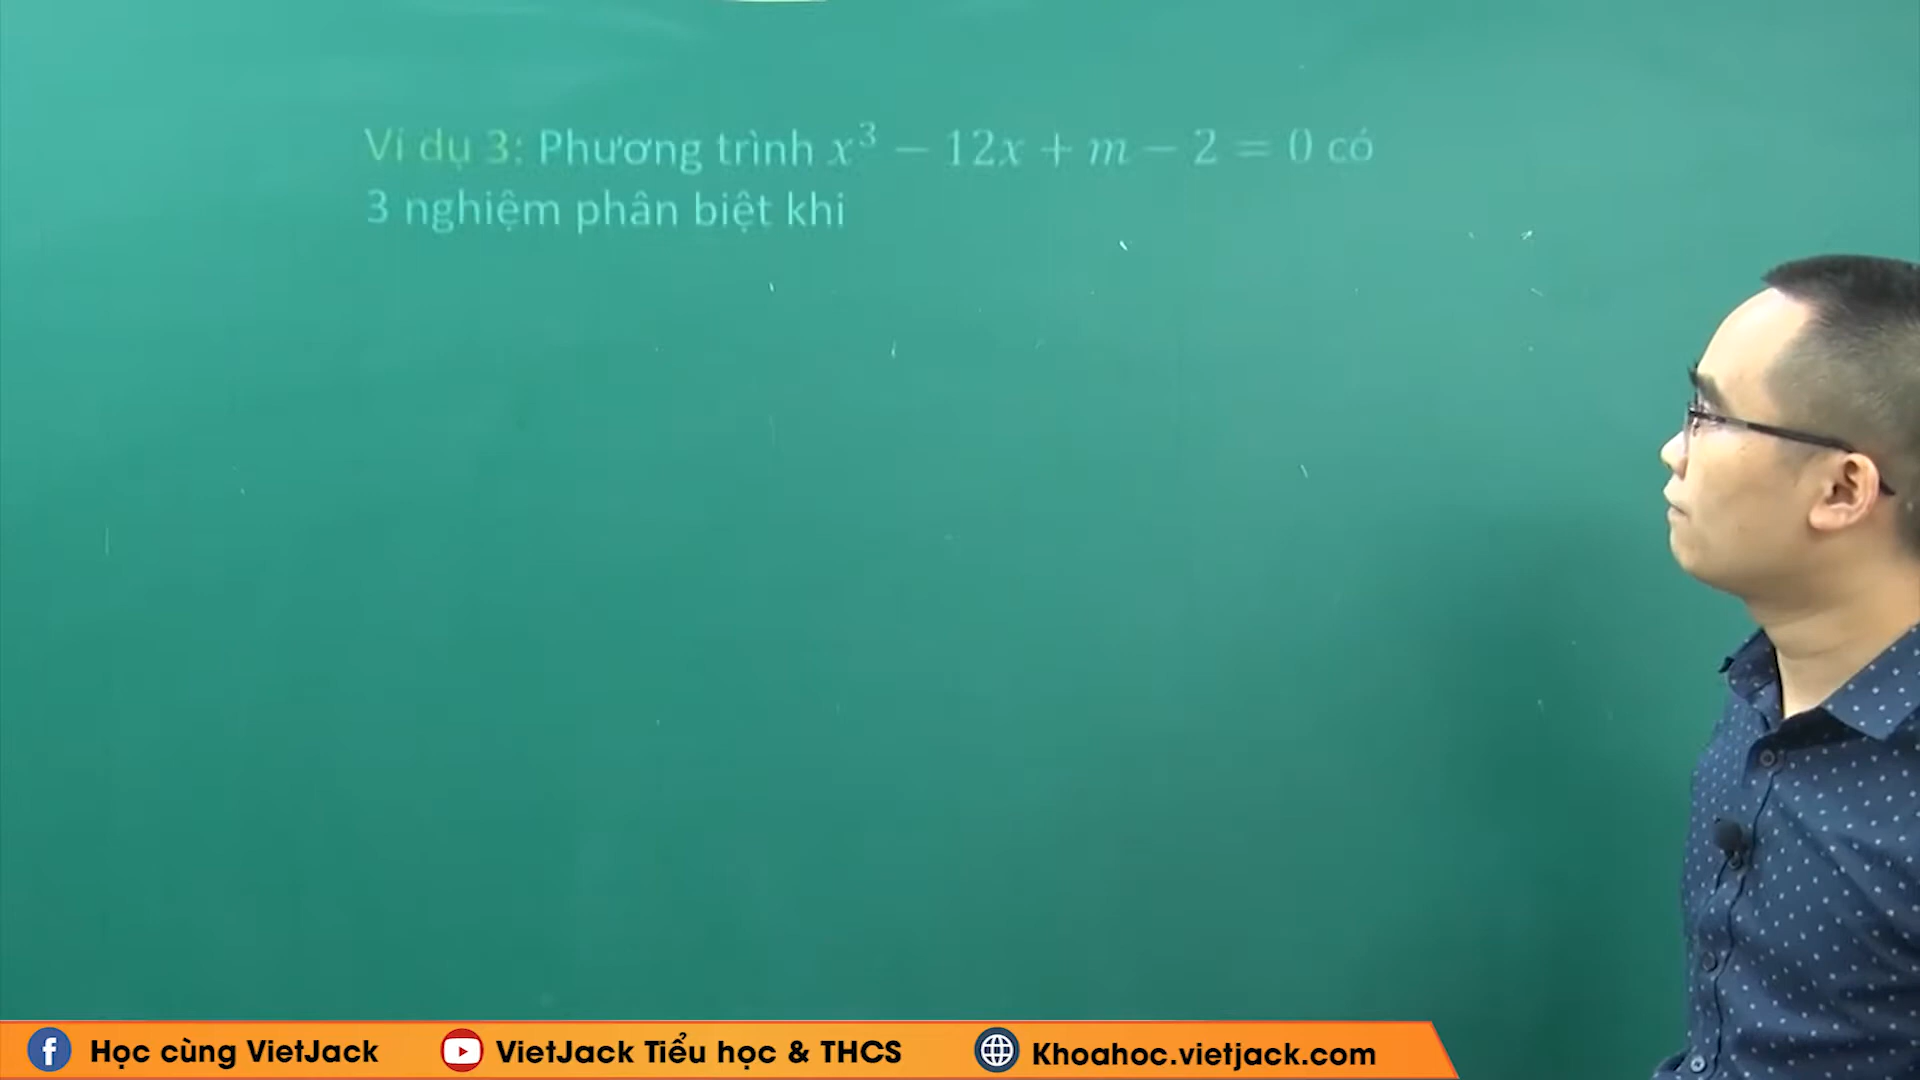 Ví dụ 3: Phương trình x³ − 12x + m − 2 = 0 có
3 nghiệm phân biệt khi
Học cùng VietJack
VietJack Tiểu học & THCS
Khoahoc.vietjack.com